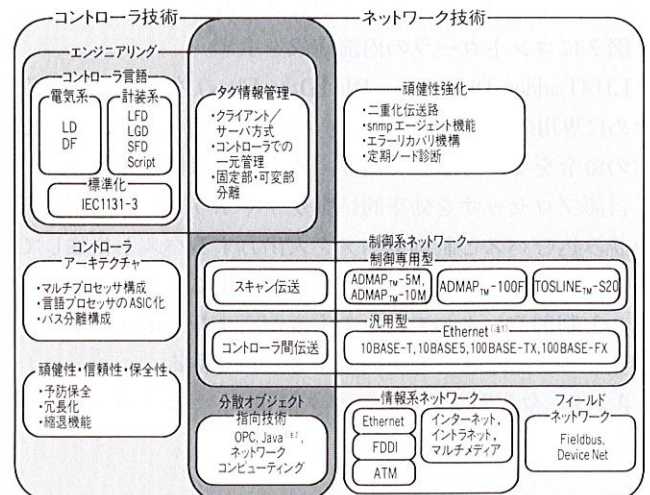 コントローラ技術
ネットワーク技術
エンジニアリング
コントローラ言語
電気系
LD
DF
計装系
LFD
LGD
SFD
Script
標準化
IEC1131-3
タグ情報管理
・クライアント/
サーバ方式
・コントローラでの
一元管理
・固定部・可変部
分離
頑健性強化
・二重化伝送路
・snmpエージェント機能
・エラーリカバリ機構
・定期ノード診断
コントローラ
アーキテクチャ
・マルチプロセッサ構成
・言語プロセッサのASIC化
・バス分離構成
制御系ネットワーク
制御専用型
スキャン伝送
ADMAPTM-5M,
ADMAPTM-10M
ADMAPTM-100F
TOSLINETM-S20
汎用型
コントローラ間伝送
Ethernet(注1)
10BASE-T,10BASE5,100BASE-TX,100BASE-FX
頑健性・信頼性・保全性
・予防保全
・冗長化
・縮退機能
分散オブジェクト
指向技術
OPC, Java 注2,
ネットワーク
コンピューティング
情報系ネットワーク
Ethernet
FDDI
ATM
インターネット,
イントラネット,
マルチメディア
フィールド
ネットワーク
Fieldbus,
Device Net